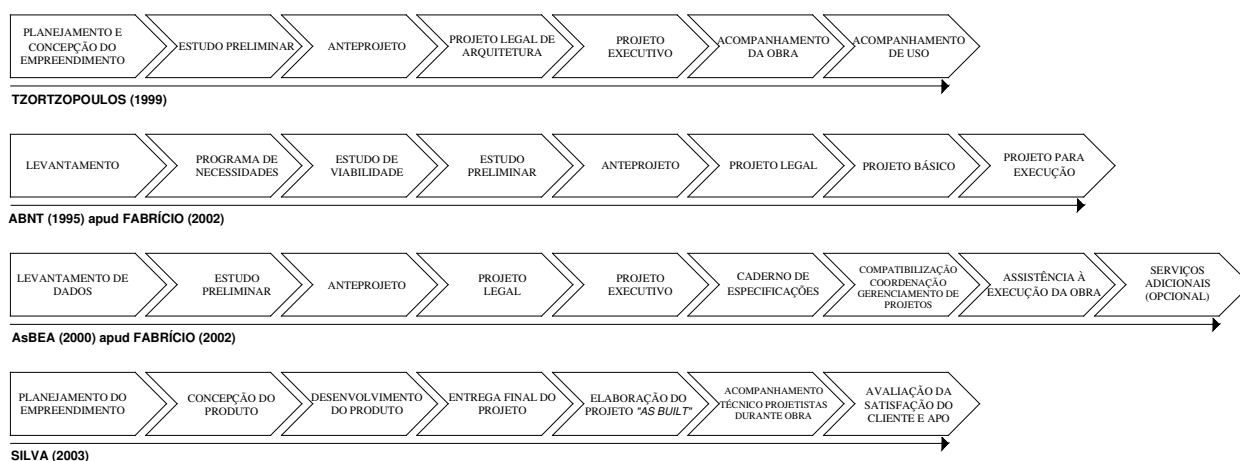 PLANEJAMENTO E
CONCEPÇÃO DO
EMPREENDIMENTO
ESTUDO PRELIMINAR
ANTEPROJETO
PROJETO LEGAL DE
ARQUITETURA
PROJETO
EXECUTIVO
ACOMPANHAMENTO
DA OBRA
ACOMPANHAMENTO
DE USO
TZORTZOPOULOS (1999)
LEVANTAMENTO
PROGRAMA DE
NECESSIDADES
ESTUDO DE
VIABILIDADE
ESTUDO
PRELIMINAR
ANTEPROJETO
PROJETO LEGAL
PROJETO BÁSICO
PROJETO PARA
EXECUÇÃO
ABNT (1995) apud FABRÍCIO (2002)
LEVANTAMENTO DE
DADOS
ESTUDO
PRELIMINAR
ANTEPROJETO
PROJETO
LEGAL
PROJETO
EXECUTIVO
CADERNO DE
ESPECIFICAÇÕES
COMPATIBILIZAÇÃO
COORDENAÇÃO
GERENCIAMENTO DE
PROJETOS
ASSISTÊNCIA À
EXECUÇÃO DA OBRA
SERVIÇOS
ADICIONAIS
(OPCIONAL)
AsBEA (2000) apud FABRÍCIO (2002)
PLANEJAMENTO DO
EMPREENDIMENTO
CONCEPÇÃO DO
PRODUTO
DESENVOLVIMENTO
DO PRODUTO
ENTREGA FINAL DO
PROJETO
ELABORAÇÃO DO
PROJETO "AS BUILT"
ACOMPANHAMENTO
TÉCNICO PROJETISTAS
DURANTE OBRA
AVALIAÇÃO DA
SATISFAÇÃO DO
CLIENTE E APO
SILVA (2003)